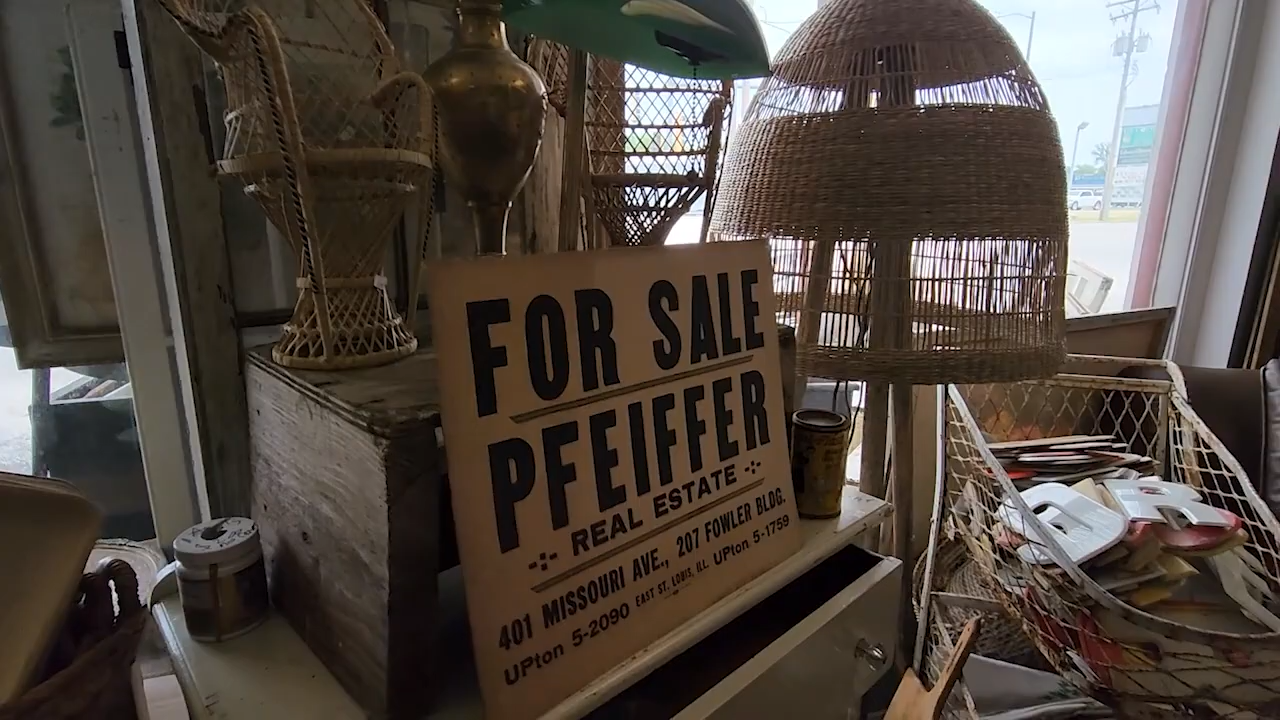 FOR SALE
PFEIFFER
REAL ESTATE
401 MISSOURI AVE., 207 FOWLER BLDG.
UPton 5-2090 EAST ST. LOUIS, ILL. UPton 5-1759